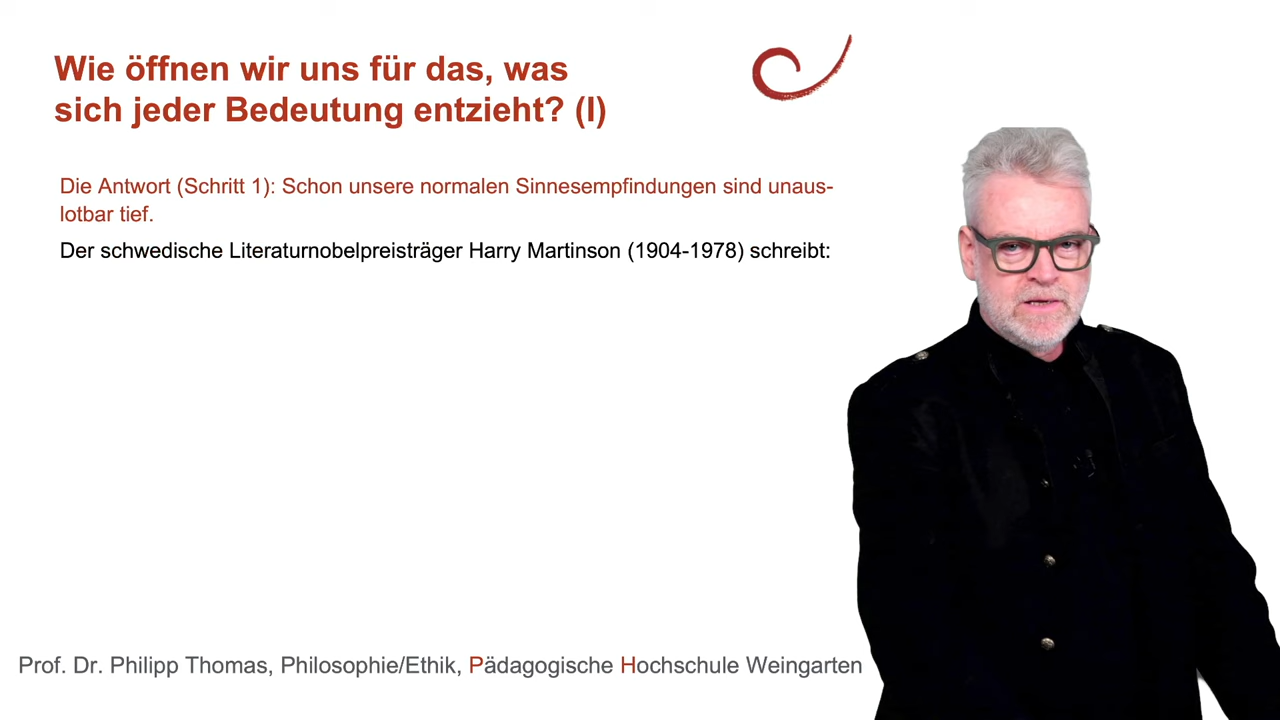 Wie öffnen wir uns für das, was
sich jeder Bedeutung entzieht? (I)
Die Antwort (Schritt 1): Schon unsere normalen Sinnesempfindungen sind unaus-
lotbar tief.
Der schwedische Literaturnobelpreisträger Harry Martinson (1904-1978) schreibt:
Prof. Dr. Philipp Thomas, Philosophie/Ethik, Pädagogische Hochschule Weingarten